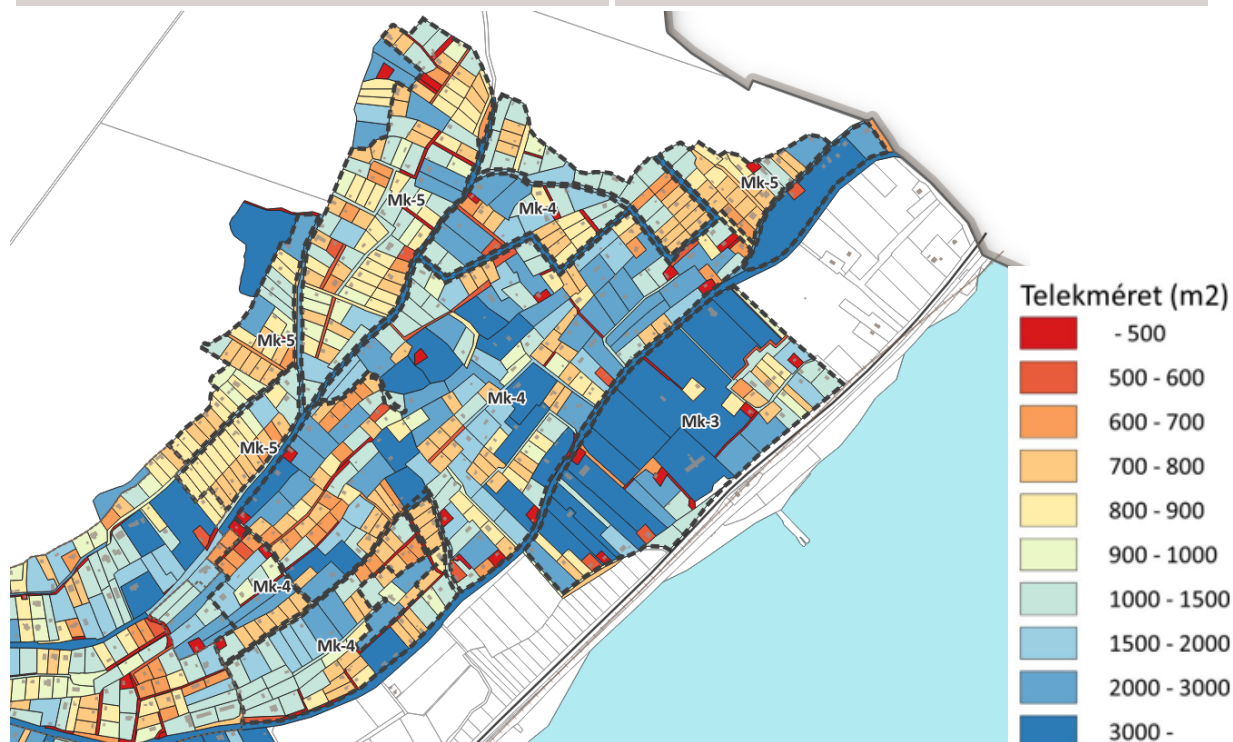 Mk-5
Mk-5
Mk-4
Mk-5
Mk-4
Mk-3
Mk-5
Mk-4
Mk-4
Telekméret (m2)
- 500
500 - 600
600 - 700
700 - 800
800 - 900
900 - 1000
1000 - 1500
1500 - 2000
2000 - 3000
3000 -